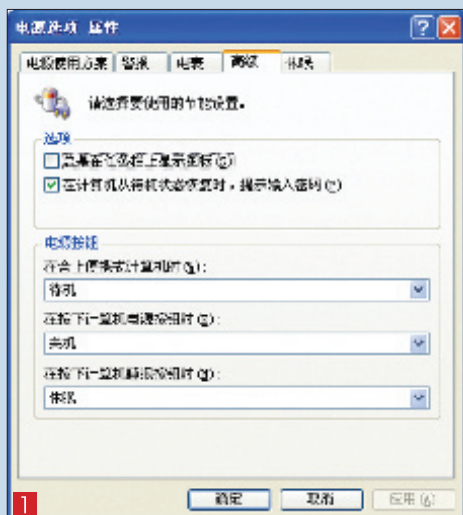 电源选项 属性
电源使用方案 警报 电表 高级 休眠
请选择要使用的节能设置。
选项
总是在任务栏上显示图标(S)
在计算机从待机状态恢复时，提示输入密码(P)
电源按钮
在合上便携式计算机时(N):
待机
在按下计算机电源按钮时(E):
关机
在按下计算机睡眠按钮时(U):
休眠
确定 取消 应用(A)
1